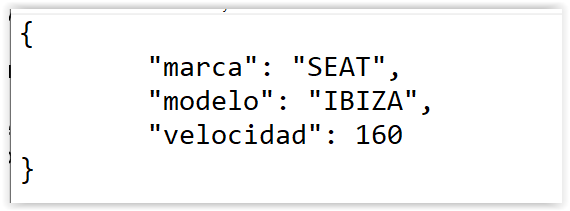 {
"marca": "SEAT",
"modelo": "IBIZA",
"velocidad": 160
}